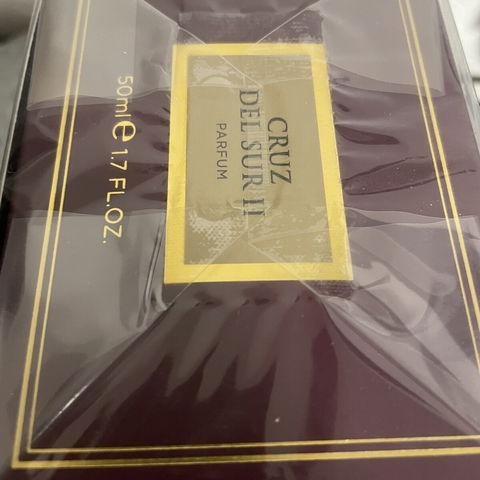 CRUZ
DEL SUR II
PARFUM
50ml ℮ 1.7 FL.OZ.